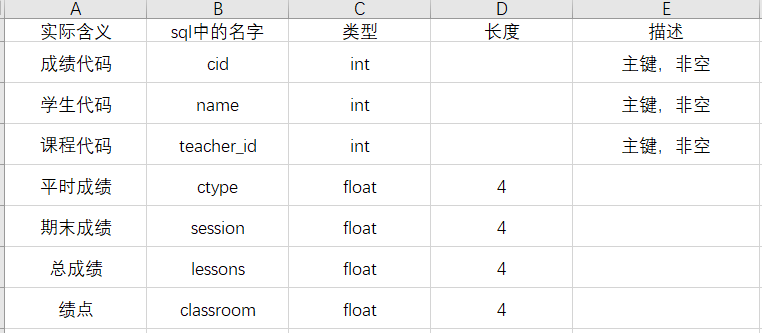 A B C D E
实际含义 sql中的名字 类型 长度 描述
成绩代码 cid int 主键，非空
学生代码 name int 主键，非空
课程代码 teacher_id int 主键，非空
平时成绩 ctype float 4
期末成绩 session float 4
总成绩 lessons float 4
绩点 classroom float 4